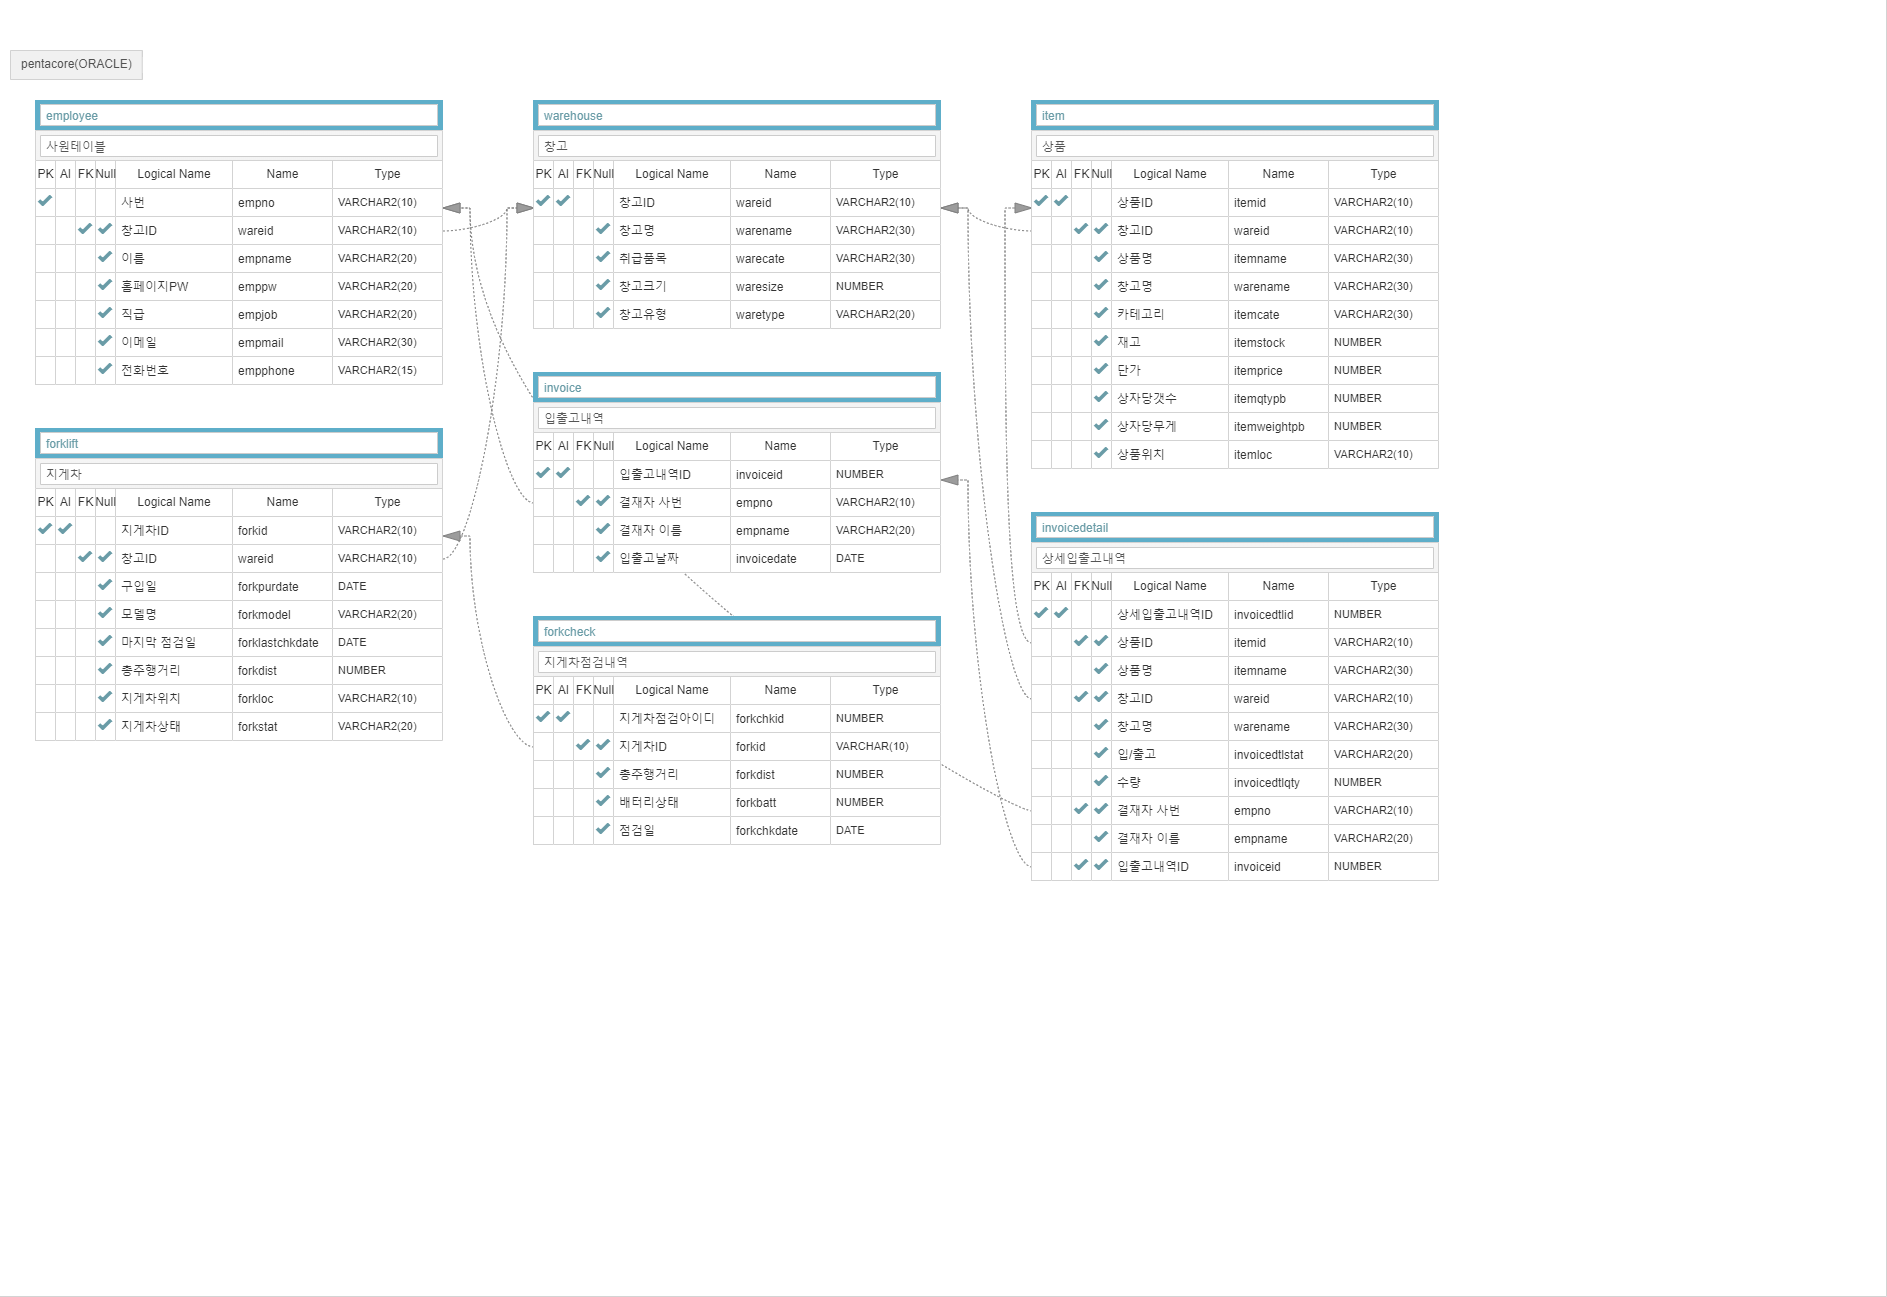 pentacore(ORACLE)
employee
사원테이블
PK AI FK Null Logical Name Name Type
사번 empno VARCHAR2(10)
창고ID wareid VARCHAR2(10)
이름 empname VARCHAR2(20)
홈페이지PW emppw VARCHAR2(20)
직급 empjob VARCHAR2(20)
이메일 empmail VARCHAR2(30)
전화번호 empphone VARCHAR2(15)
forklift
지게차
PK AI FK Null Logical Name Name Type
지게차ID forkid VARCHAR2(10)
창고ID wareid VARCHAR2(10)
구입일 forkpurdate DATE
모델명 forkmodel VARCHAR2(20)
마지막 점검일 forklastchkdate DATE
총주행거리 forkdist NUMBER
지게차위치 forkloc VARCHAR2(10)
지게차상태 forkstat VARCHAR2(20)
warehouse
창고
PK AI FK Null Logical Name Name Type
창고ID wareid VARCHAR2(10)
창고명 warename VARCHAR2(30)
취급품목 warecate VARCHAR2(30)
창고크기 waresize NUMBER
창고유형 waretype VARCHAR2(20)
invoice
입출고내역
PK AI FK Null Logical Name Name Type
입출고내역ID invoiceid NUMBER
결재자 사번 empno VARCHAR2(10)
결재자 이름 empname VARCHAR2(20)
입출고날짜 invoicedate DATE
forkcheck
지게차점검내역
PK AI FK Null Logical Name Name Type
지게차점검아이디 forkchkid NUMBER
지게차ID forkid VARCHAR(10)
총주행거리 forkdist NUMBER
배터리상태 forkbatt NUMBER
점검일 forkchkdate DATE
item
상품
PK AI FK Null Logical Name Name Type
상품ID itemid VARCHAR2(10)
창고ID wareid VARCHAR2(10)
상품명 itemname VARCHAR2(30)
창고명 warename VARCHAR2(30)
카테고리 itemcate VARCHAR2(30)
재고 itemstock NUMBER
단가 itemprice NUMBER
상자당갯수 itemqtypb NUMBER
상자당무게 itemweightpb NUMBER
상품위치 itemloc VARCHAR2(10)
invoicedetail
상세입출고내역
PK AI FK Null Logical Name Name Type
상세입출고내역ID invoicedtlid NUMBER
상품ID itemid VARCHAR2(10)
상품명 itemname VARCHAR2(30)
창고ID wareid VARCHAR2(10)
창고명 warename VARCHAR2(30)
입/출고 invoicedtlstat VARCHAR2(20)
수량 invoicedtlqty NUMBER
결재자 사번 empno VARCHAR2(10)
결재자 이름 empname VARCHAR2(20)
입출고내역ID invoiceid NUMBER